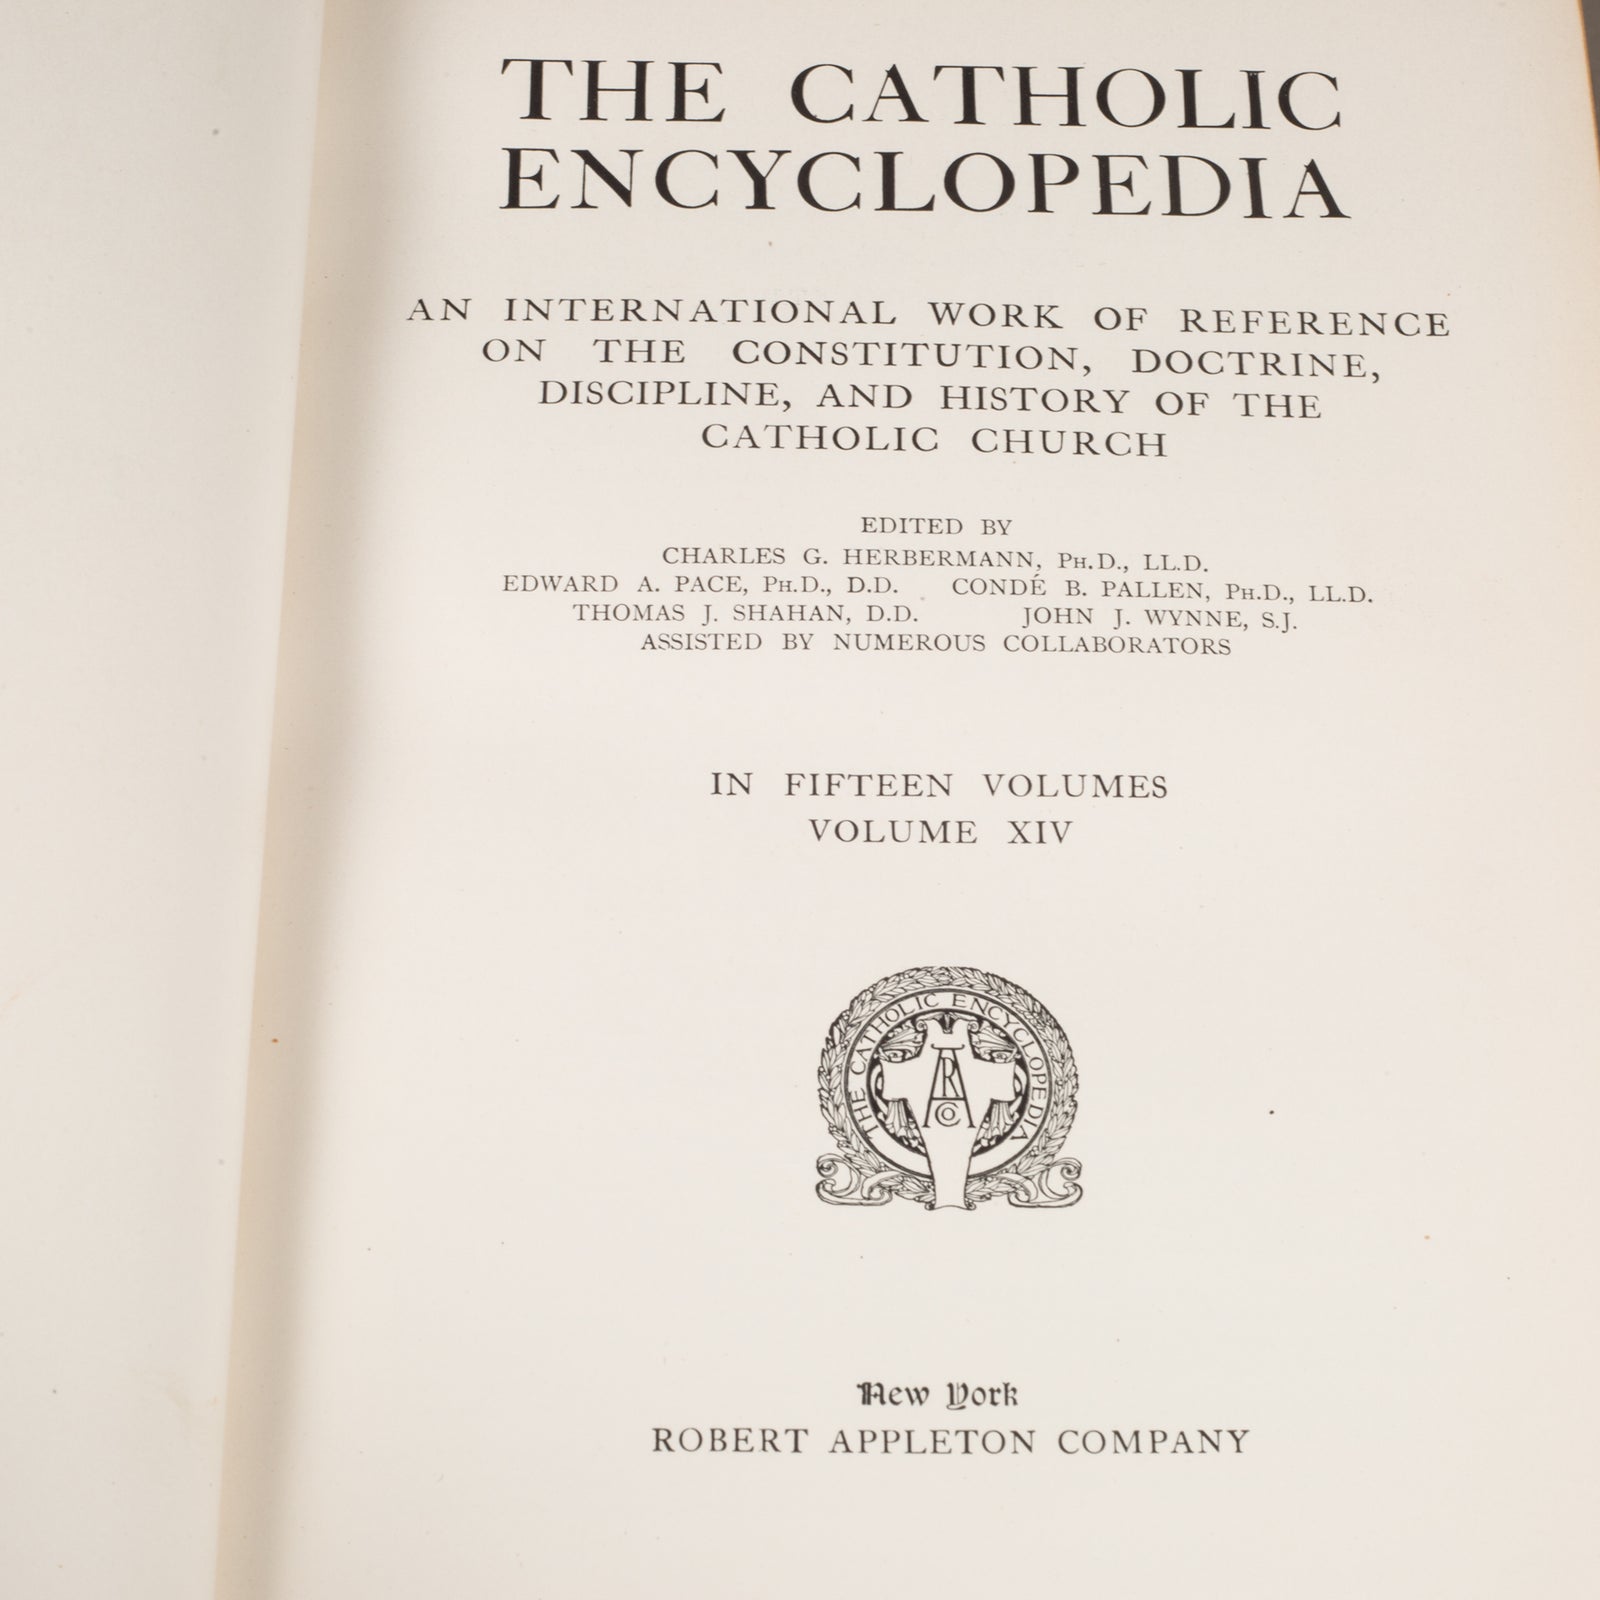 THE CATHOLIC
ENCYCLOPEDIA
AN INTERNATIONAL WORK OF REFERENCE
ON THE CONSTITUTION, DOCTRINE,
DISCIPLINE, AND HISTORY OF THE
CATHOLIC CHURCH
EDITED BY
CHARLES G. HERBERMANN, Ph.D., LL.D.
EDWARD A. PACE, Ph.D., D.D. CONDÉ B. PALLEN, Ph.D., LL.D.
THOMAS J. SHAHAN, D.D. JOHN J. WYNNE, S.J.
ASSISTED BY NUMEROUS COLLABORATORS
IN FIFTEEN VOLUMES
VOLUME XIV
THE CATHOLIC ENCYCLOPEDIA
RA
CO
New York
ROBERT APPLETON COMPANY